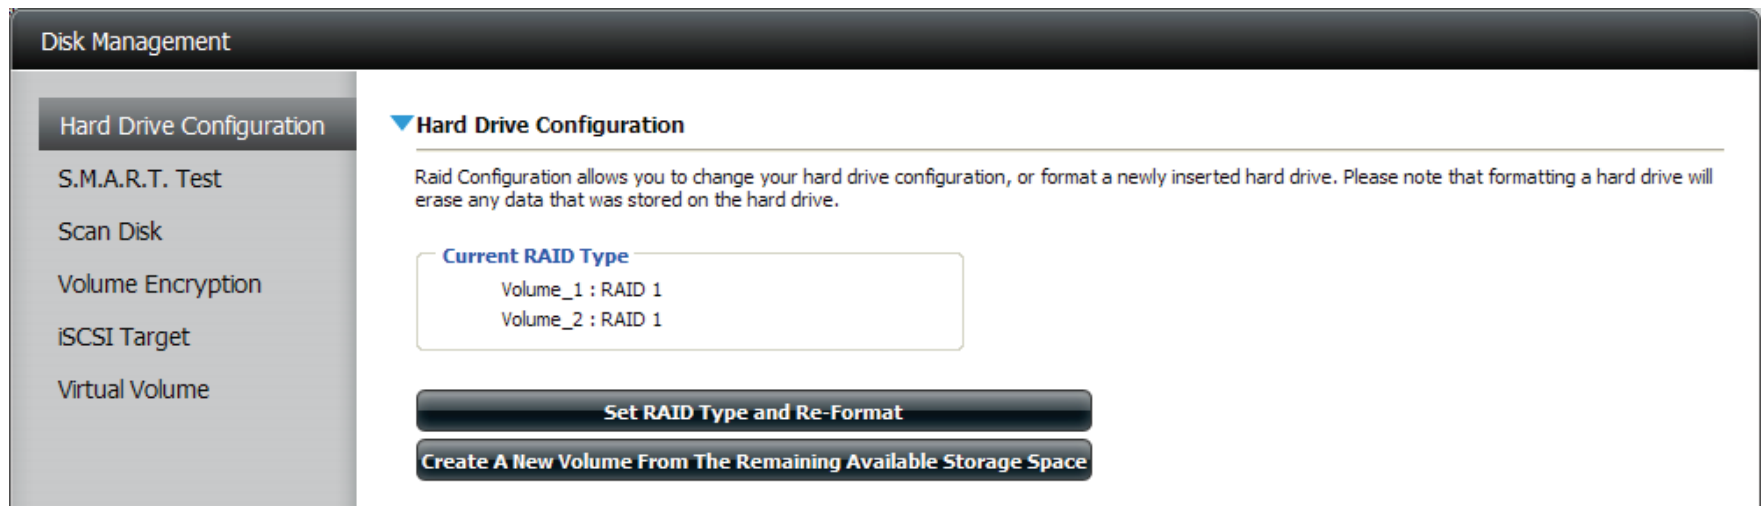 Disk Management
Hard Drive Configuration
S.M.A.R.T. Test
Scan Disk
Volume Encryption
iSCSI Target
Virtual Volume
Hard Drive Configuration
Raid Configuration allows you to change your hard drive configuration, or format a newly inserted hard drive. Please note that formatting a hard drive will
erase any data that was stored on the hard drive.
Current RAID Type
Volume_1 : RAID 1
Volume_2 : RAID 1
Set RAID Type and Re-Format
Create A New Volume From The Remaining Available Storage Space